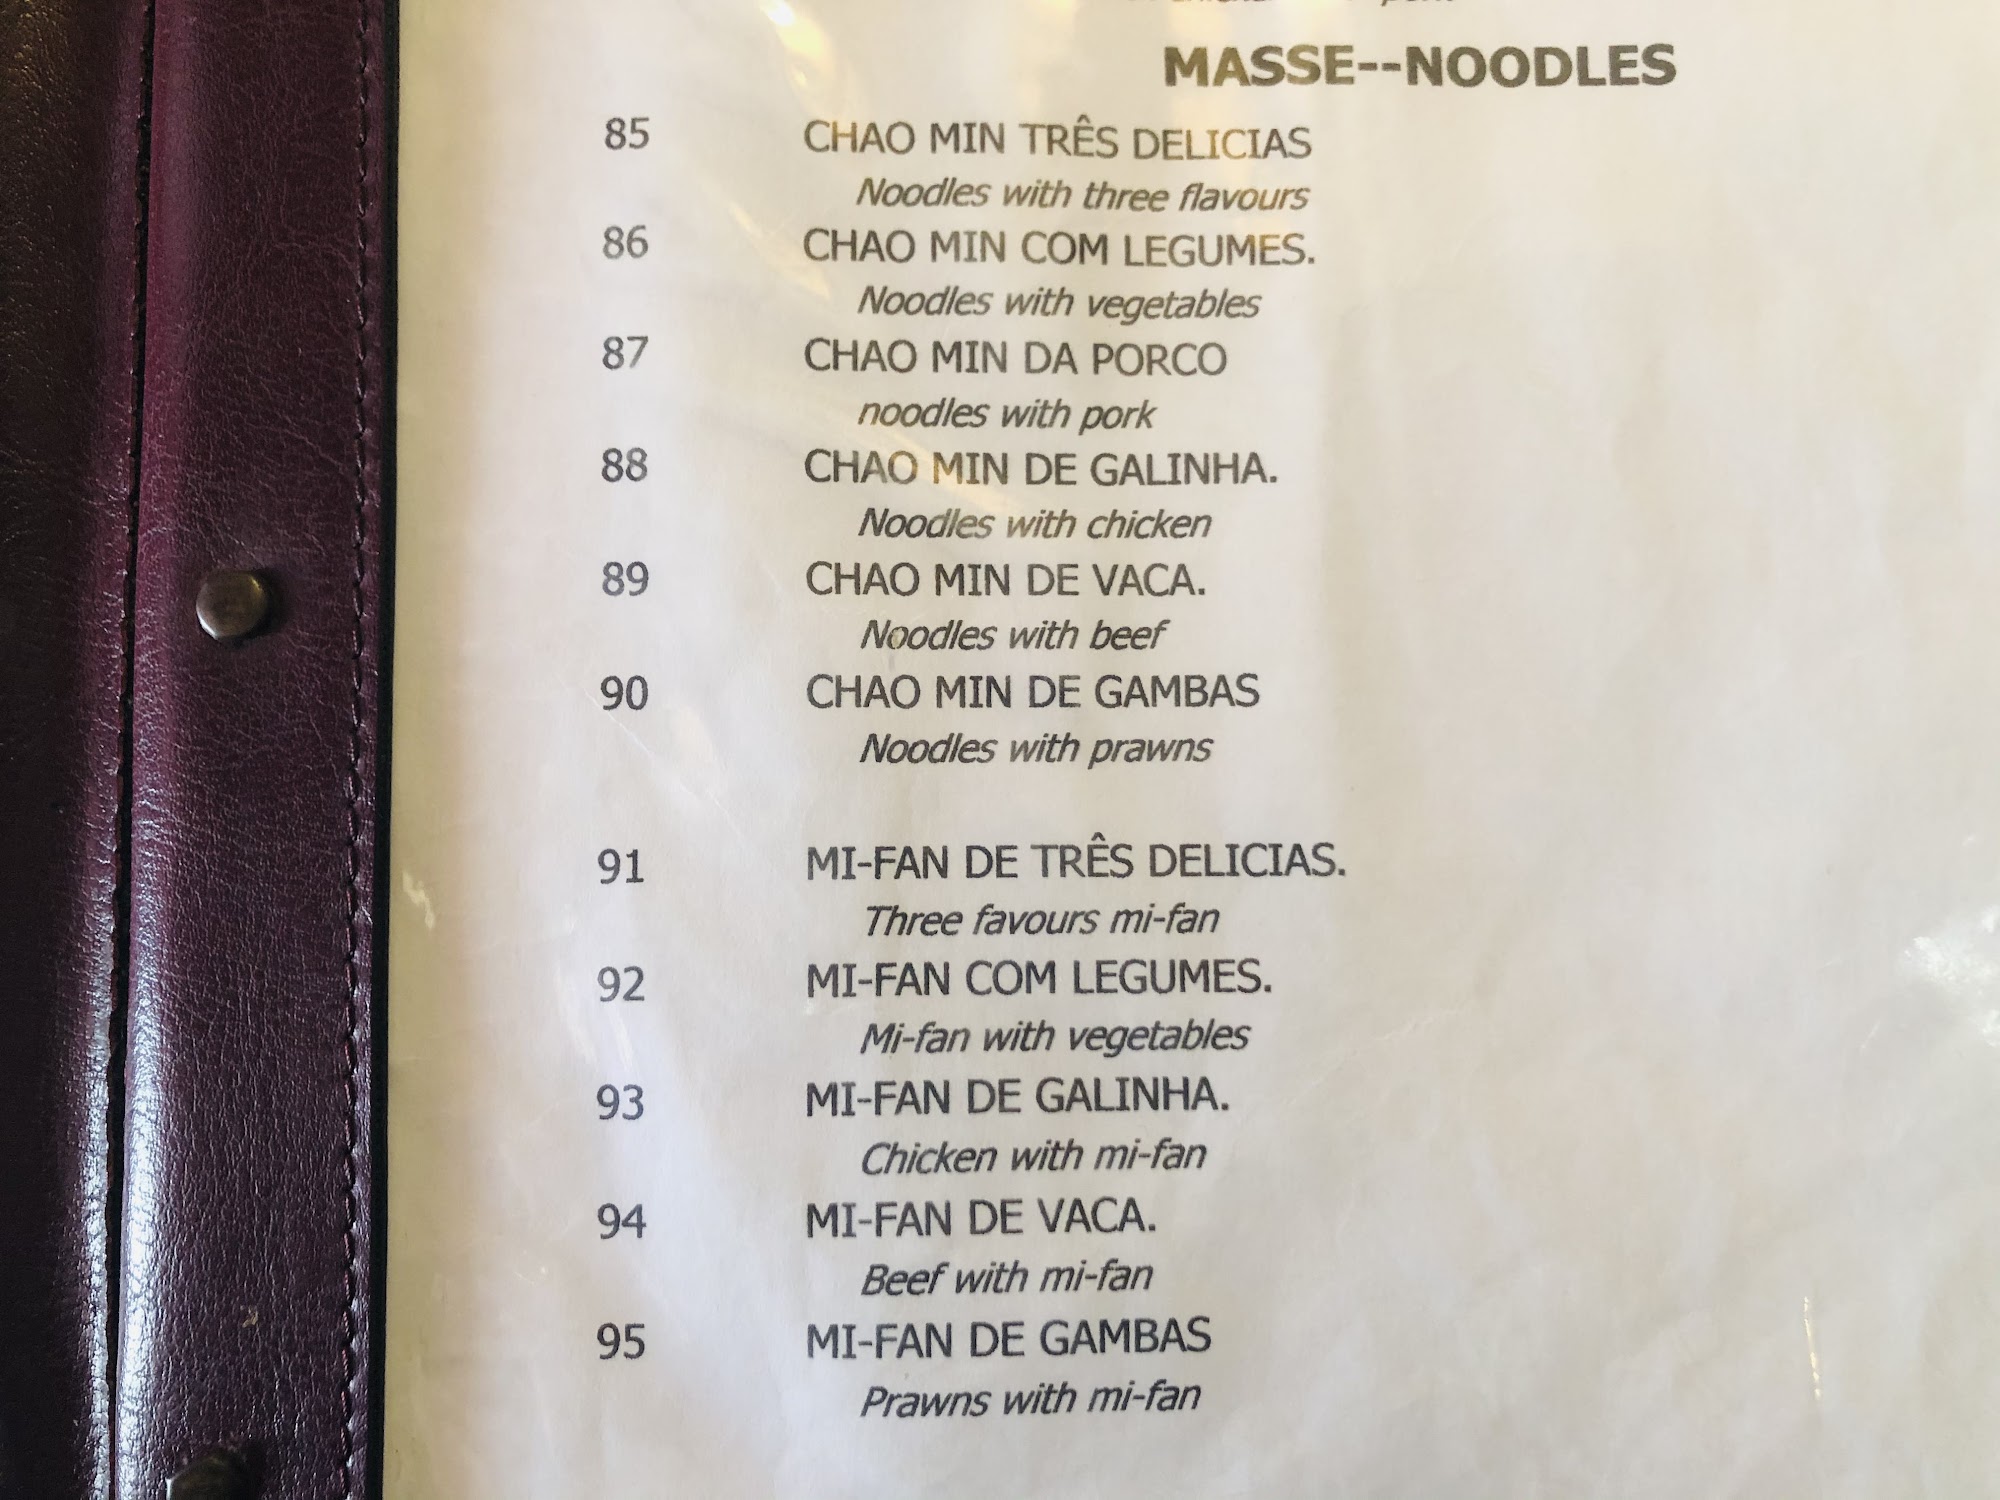 MASSE--NOODLES
85 CHAO MIN TRÊS DELICIAS
Noodles with three flavours
86 CHAO MIN COM LEGUMES.
Noodles with vegetables
87 CHAO MIN DA PORCO
noodles with pork
88 CHAO MIN DE GALINHA.
Noodles with chicken
89 CHAO MIN DE VACA.
Noodles with beef
90 CHAO MIN DE GAMBAS
Noodles with prawns
91 MI-FAN DE TRÊS DELICIAS.
Three favours mi-fan
92 MI-FAN COM LEGUMES.
Mi-fan with vegetables
93 MI-FAN DE GALINHA.
Chicken with mi-fan
94 MI-FAN DE VACA.
Beef with mi-fan
95 MI-FAN DE GAMBAS
Prawns with mi-fan